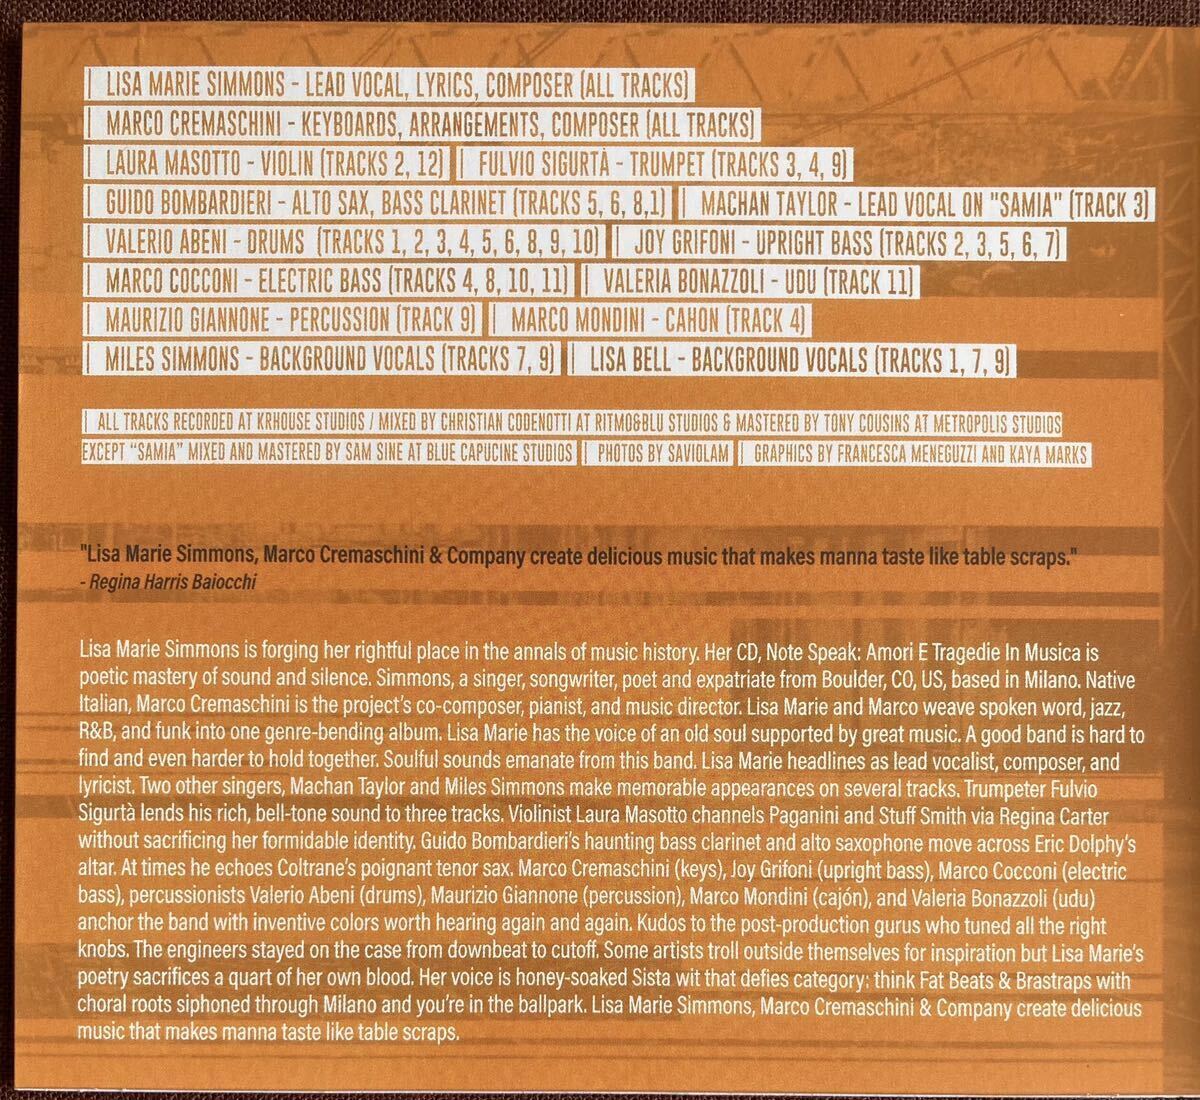 | LISA MARIE SIMMONS - LEAD VOCAL, LYRICS, COMPOSER (ALL TRACKS)
| MARCO CREMASCHINI - KEYBOARDS, ARRANGEMENTS, COMPOSER (ALL TRACKS)
| LAURA MASOTTO - VIOLIN (TRACKS 2, 12) | FULVIO SIGURTÀ - TRUMPET (TRACKS 3, 4, 9)
| GUIDO BOMBARDIERI - ALTO SAX, BASS CLARINET (TRACKS 5, 6, 8,1) | MACHAN TAYLOR - LEAD VOCAL ON "SAMIA" (TRACK 3)
| VALERIO ABENI - DRUMS (TRACKS 1, 2, 3, 4, 5, 6, 8, 9, 10) | JOY GRIFONI - UPRIGHT BASS (TRACKS 2, 3, 5, 6, 7)
| MARCO COCCONI - ELECTRIC BASS (TRACKS 4, 8, 10, 11) | VALERIA BONAZZOLI - UDU (TRACK 11)
| MAURIZIO GIANNONE - PERCUSSION (TRACK 9) | MARCO MONDINI - CAHON (TRACK 4)
| MILES SIMMONS - BACKGROUND VOCALS (TRACKS 7, 9) | LISA BELL - BACKGROUND VOCALS (TRACKS 1, 7, 9)
| ALL TRACKS RECORDED AT KRHOUSE STUDIOS / MIXED BY CHRISTIAN CODENOTTI AT RITMO&BLU STUDIOS & MASTERED BY TONY COUSINS AT METROPOLIS STUDIOS
EXCEPT "SAMIA" MIXED AND MASTERED BY SAM SINE AT BLUE CAPUCINE STUDIOS | PHOTOS BY SAVIOLAM | GRAPHICS BY FRANCESCA MENEGUZZI AND KAYA MARKS
"Lisa Marie Simmons, Marco Cremaschini & Company create delicious music that makes manna taste like table scraps."
- Regina Harris Baiocchi
Lisa Marie Simmons is forging her rightful place in the annals of music history. Her CD, Note Speak: Amori E Tragedie In Musica is
poetic mastery of sound and silence. Simmons, a singer, songwriter, poet and expatriate from Boulder, CO, US, based in Milano. Native
Italian, Marco Cremaschini is the project's co-composer, pianist, and music director. Lisa Marie and Marco weave spoken word, jazz,
R&B, and funk into one genre-bending album. Lisa Marie has the voice of an old soul supported by great music. A good band is hard to
find and even harder to hold together. Soulful sounds emanate from this band. Lisa Marie headlines as lead vocalist, composer, and
lyricist. Two other singers, Machan Taylor and Miles Simmons make memorable appearances on several tracks. Trumpeter Fulvio
Sigurtà lends his rich, bell-tone sound to three tracks. Violinist Laura Masotto channels Paganini and Stuff Smith via Regina Carter
without sacrificing her formidable identity. Guido Bombardieri's haunting bass clarinet and alto saxophone move across Eric Dolphy's
altar. At times he echoes Coltrane's poignant tenor sax. Marco Cremaschini (keys), Joy Grifoni (upright bass), Marco Cocconi (electric
bass), percussionists Valerio Abeni (drums), Maurizio Giannone (percussion), Marco Mondini (cajón), and Valeria Bonazzoli (udu)
anchor the band with inventive colors worth hearing again and again. Kudos to the post-production gurus who tuned all the right
knobs. The engineers stayed on the case from downbeat to cutoff. Some artists troll outside themselves for inspiration but Lisa Marie's
poetry sacrifices a quart of her own blood. Her voice is honey-soaked Sista wit that defies category: think Fat Beats & Brastraps with
choral roots siphoned through Milano and you're in the ballpark. Lisa Marie Simmons, Marco Cremaschini & Company create delicious
music that makes manna taste like table scraps.